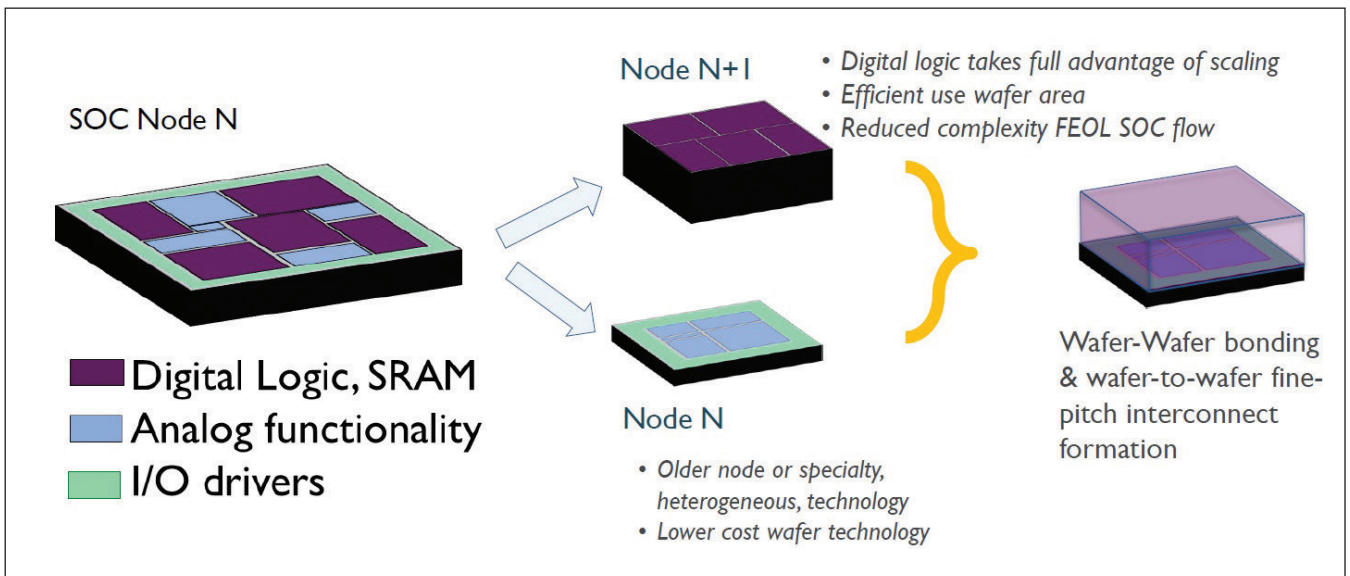 SOC Node N
Digital Logic, SRAM
Analog functionality
I/O drivers
Node N+1
• Digital logic takes full advantage of scaling
• Efficient use wafer area
• Reduced complexity FEOL SOC flow
Node N
• Older node or specialty,
heterogeneous, technology
• Lower cost wafer technology
Wafer-Wafer bonding
& wafer-to-wafer fine-
pitch interconnect
formation